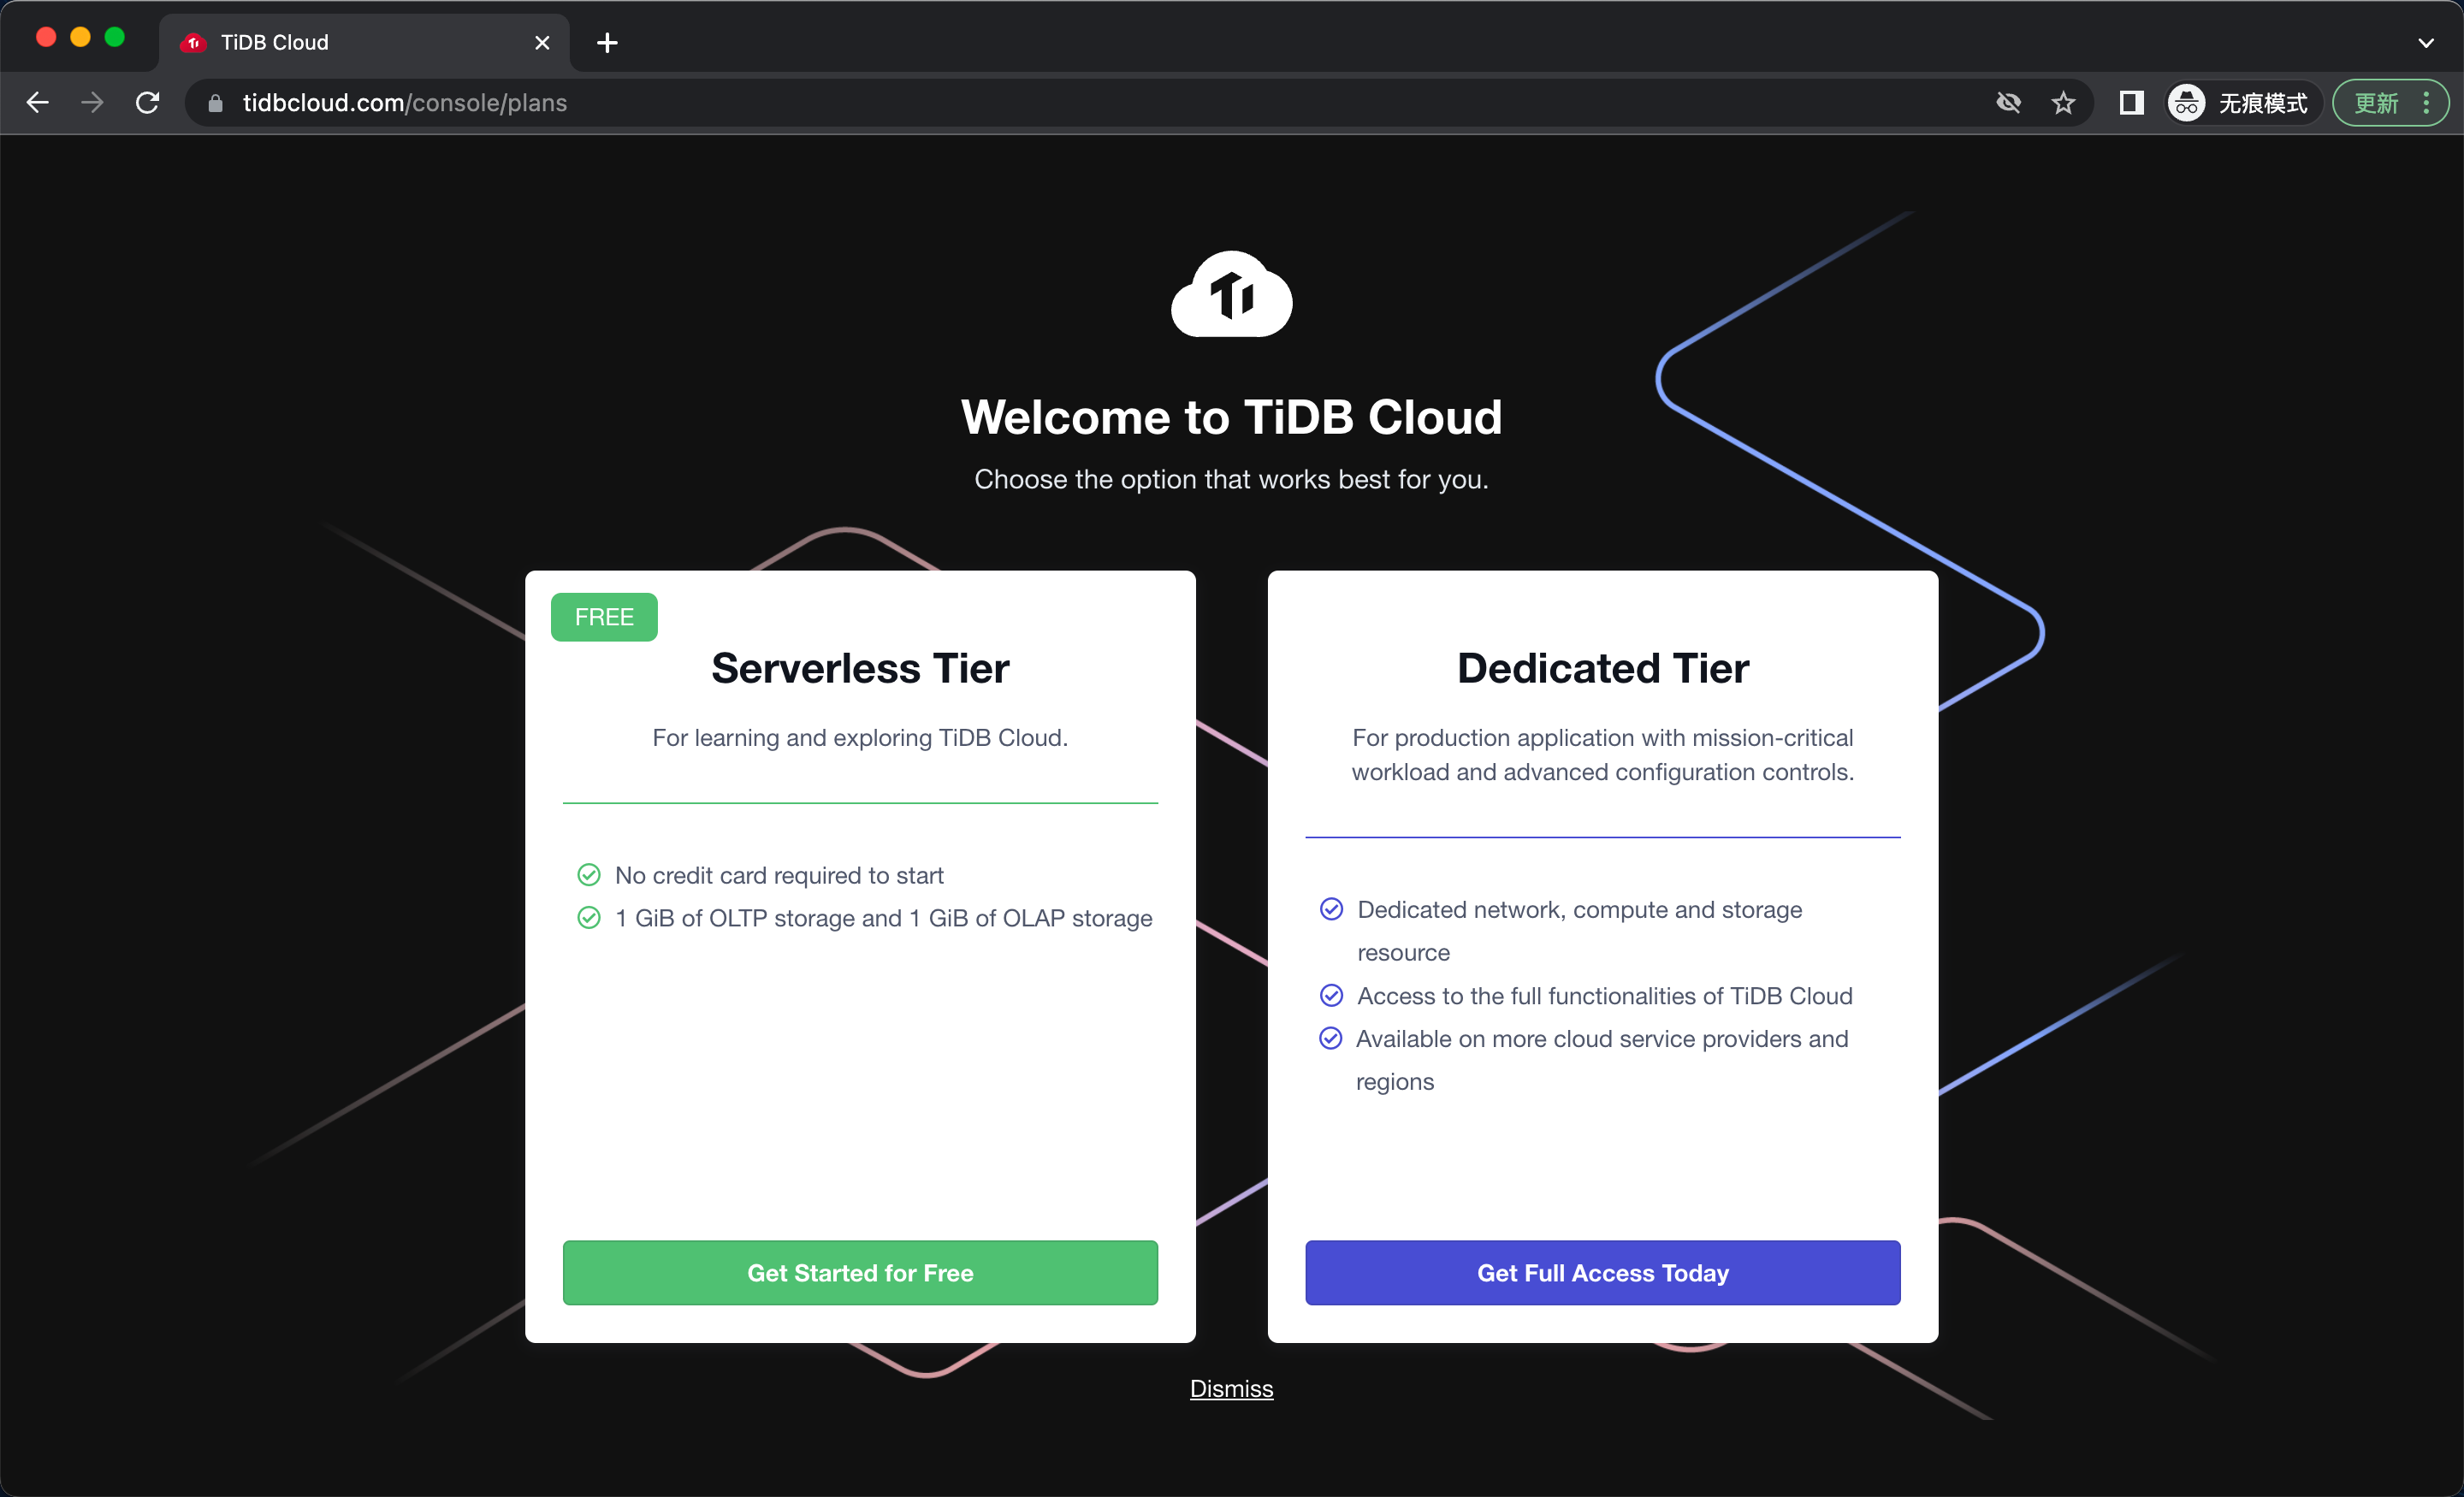 TiDB Cloud
tidbcloud.com/console/plans
无痕模式
更新
Welcome to TiDB Cloud
Choose the option that works best for you.
FREE
Serverless Tier
For learning and exploring TiDB Cloud.
No credit card required to start
1 GiB of OLTP storage and 1 GiB of OLAP storage
Get Started for Free
Dedicated Tier
For production application with mission-critical
workload and advanced configuration controls.
Dedicated network, compute and storage
resource
Access to the full functionalities of TiDB Cloud
Available on more cloud service providers and
regions
Get Full Access Today
Dismiss